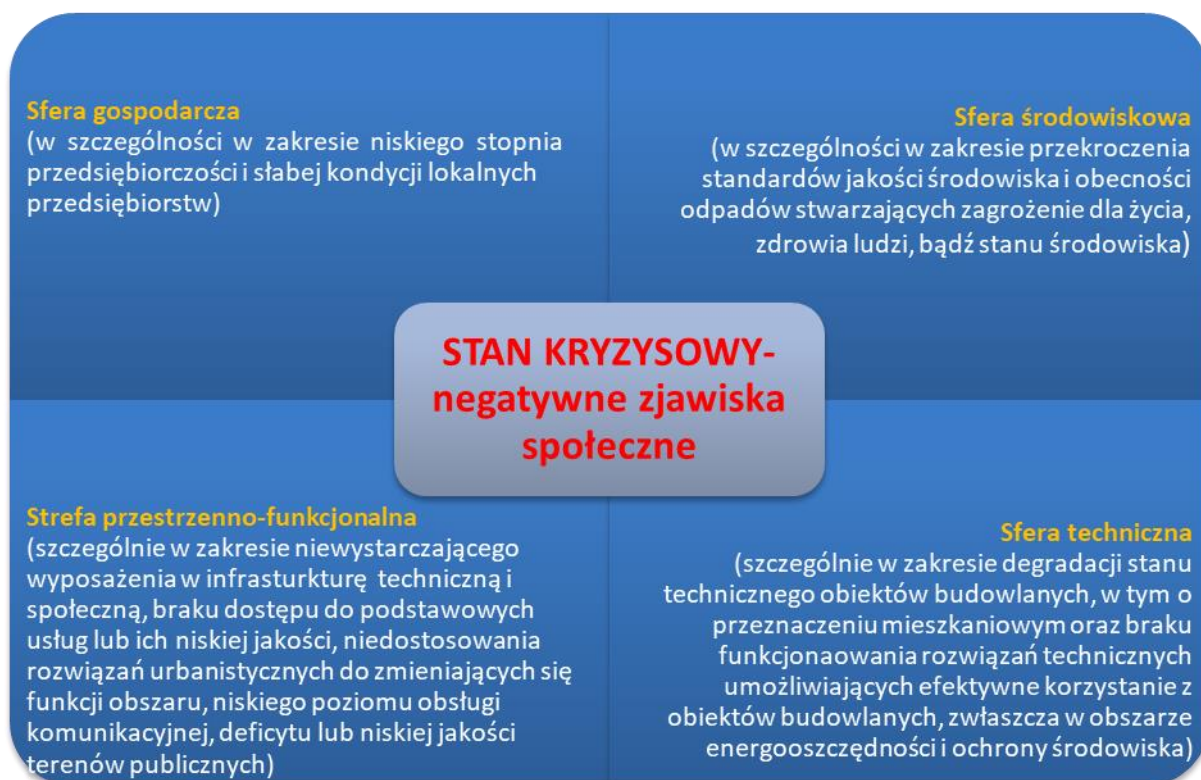 Sfera gospodarcza
(w szczególności w zakresie niskiego stopnia
przedsiębiorczości i słabej kondycji lokalnych
przedsiębiorstw)
Sfera środowiskowa
(w szczególności w zakresie przekroczenia
standardów jakości środowiska i obecności
odpadów stwarzających zagrożenie dla życia,
zdrowia ludzi, bądź stanu środowiska)
STAN KRYZYSOWY-
negatywne zjawiska
społeczne
Strefa przestrzenno-funkcjonalna
(szczególnie w zakresie niewystarczającego
wyposażenia w infrasturkturę techniczną i
społeczną, braku dostępu do podstawowych
usług lub ich niskiej jakości, niedostosowania
rozwiązań urbanistycznych do zmieniających się
funkcji obszaru, niskiego poziomu obsługi
komunikacyjnej, deficytu lub niskiej jakości
terenów publicznych)
Sfera techniczna
(szczególnie w zakresie degradacji stanu
technicznego obiektów budowlanych, w tym o
przeznaczeniu mieszkaniowym oraz braku
funkcjonaowania rozwiązań technicznych
umożliwiających efektywne korzystanie z
obiektów budowlanych, zwłaszcza w obszarze
energooszczędności i ochrony środowiska)